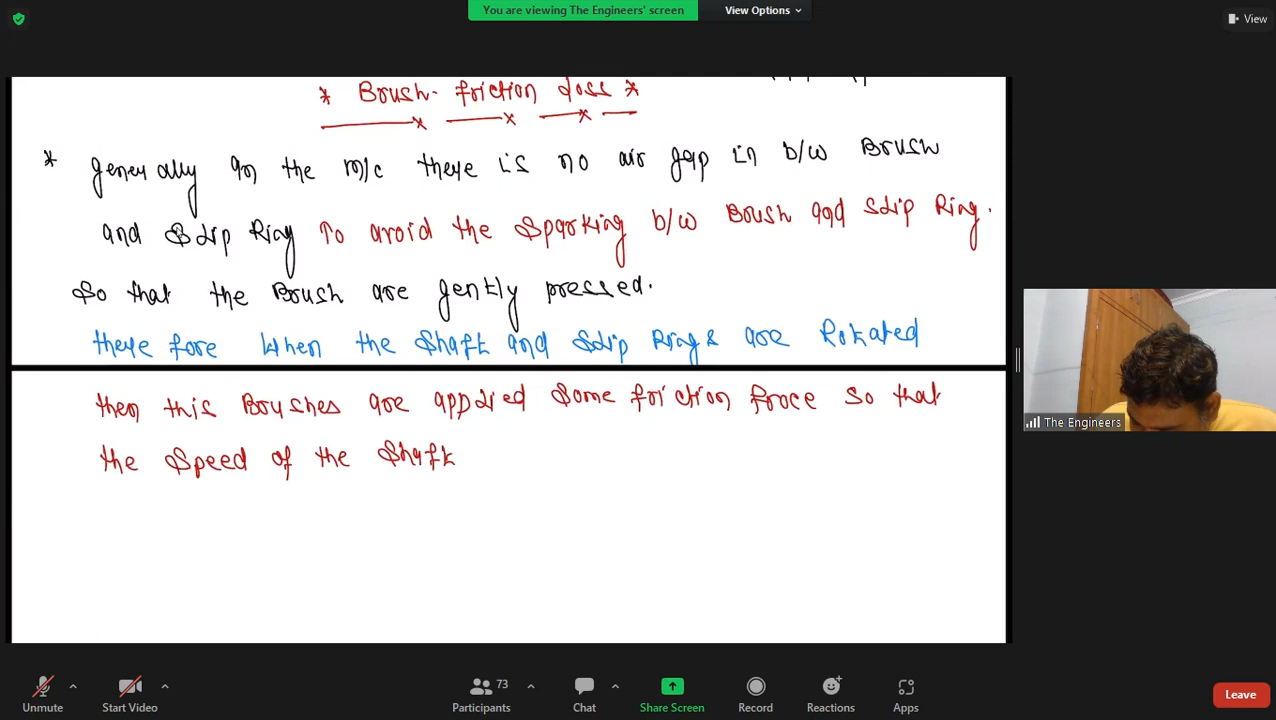 You are viewing The Engineers' screen
View Options
View
* Brush- friction loss *
* generally In the M/c there is no air gap in b/w Brush
and Slip Ring To avoid the Sparking b/w Brush and Slip Ring.
So that the Brush are gently pressed.
there fore When the Shaft and Slip Rings are Rotated
then this Broushes are applied Some friction froce so that
the Speed of the Shaft
The Engineers
Unmute
Start Video
Participants
73
Chat
Share Screen
Record
Reactions
Apps
Leave